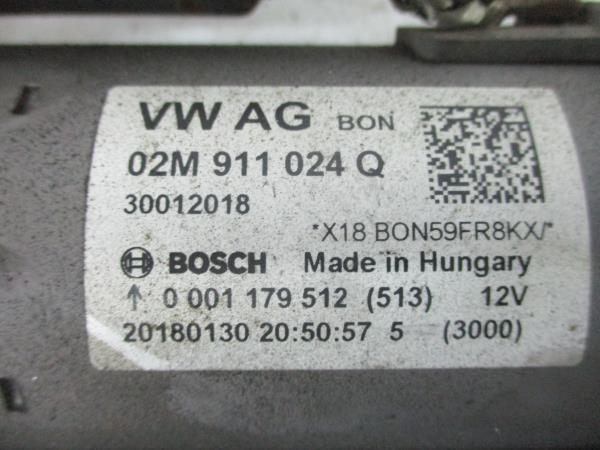 VW AG BON
02M 911 024 Q
30012018
*X18 BON59FR8KX/*
BOSCH Made in Hungary
↑ 0 001 179 512 (513) 12V
20180130 20:50:57 5 (3000)